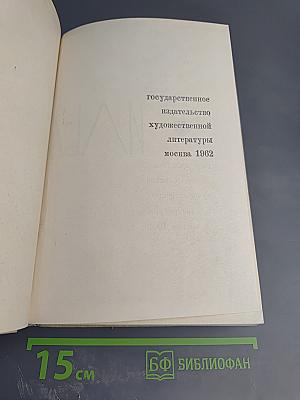 государственное
издательство
художественной
литературы
москва 1962
15 см
БФ БИБЛИОФАН